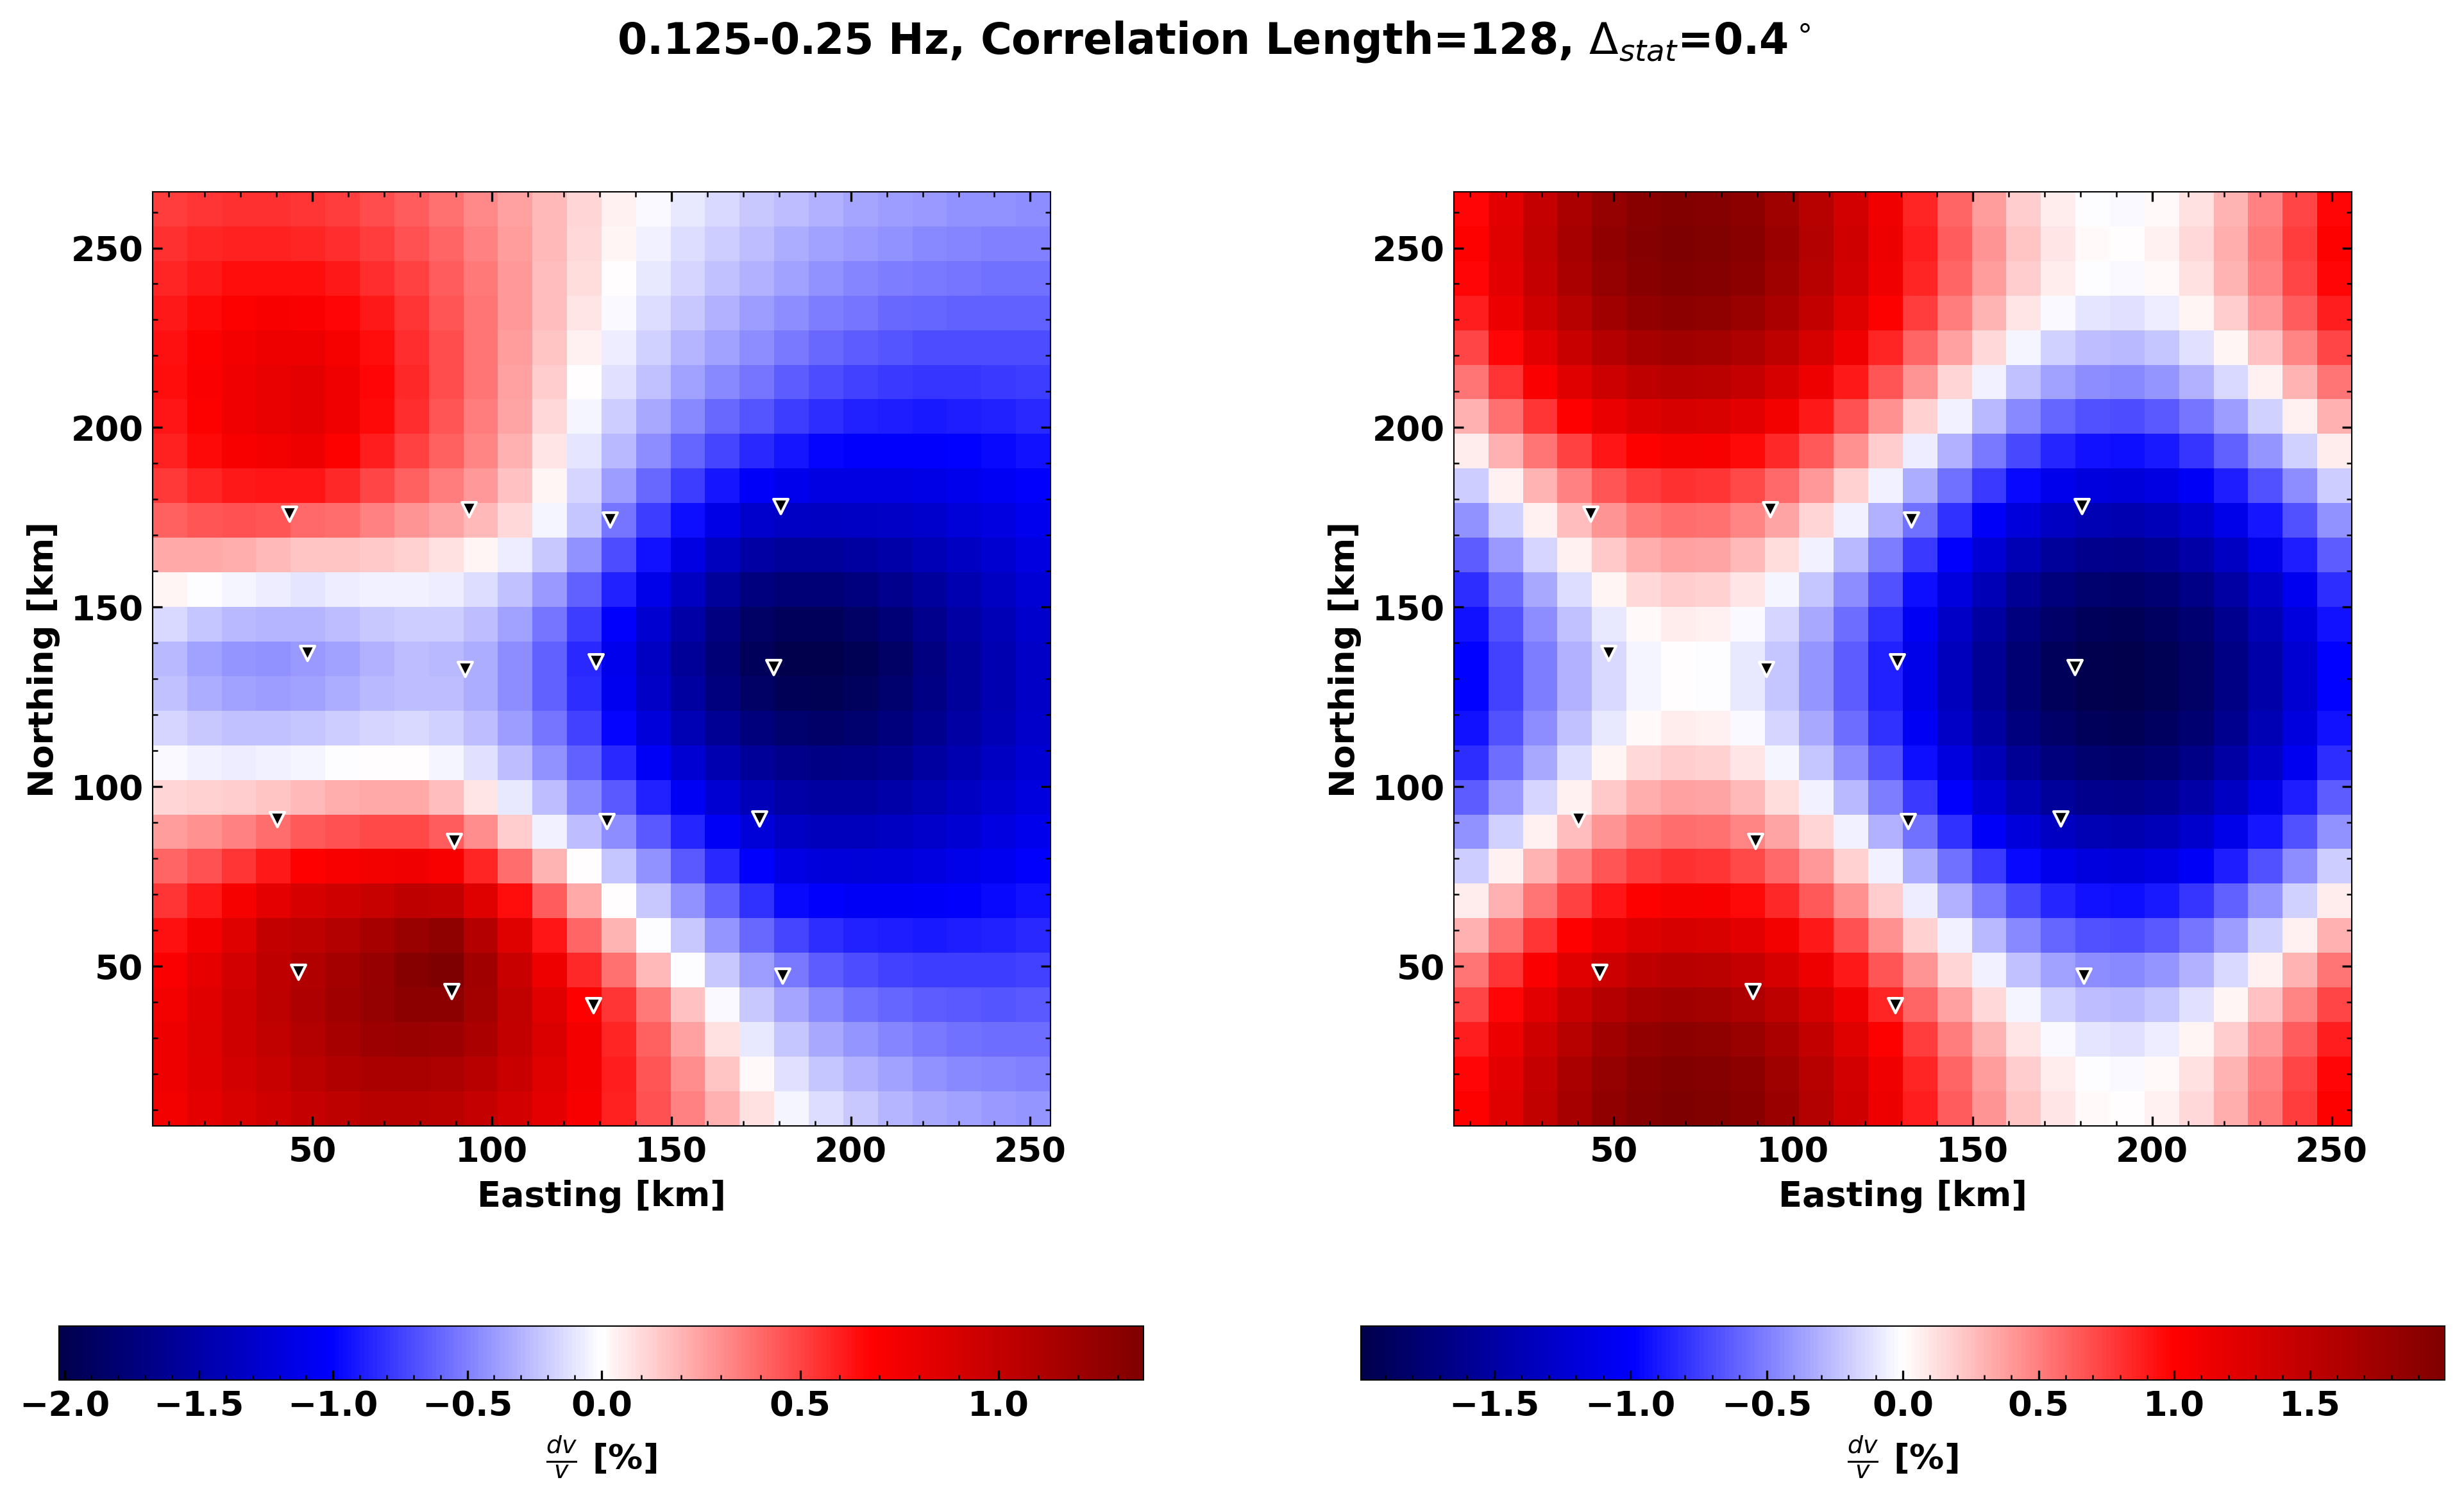 0.125-0.25 Hz, Correlation Length=128, Δstat=0.4°
250 250
200 200
150 150
100 100
50 50
Northing [km] Northing [km]
50 100 150 200 250 50 100 150 200 250
Easting [km] Easting [km]
−2.0 −1.5 −1.0 −0.5 0.0 0.5 1.0 −1.5 −1.0 −0.5 0.0 0.5 1.0 1.5
dv/v [%] dv/v [%]